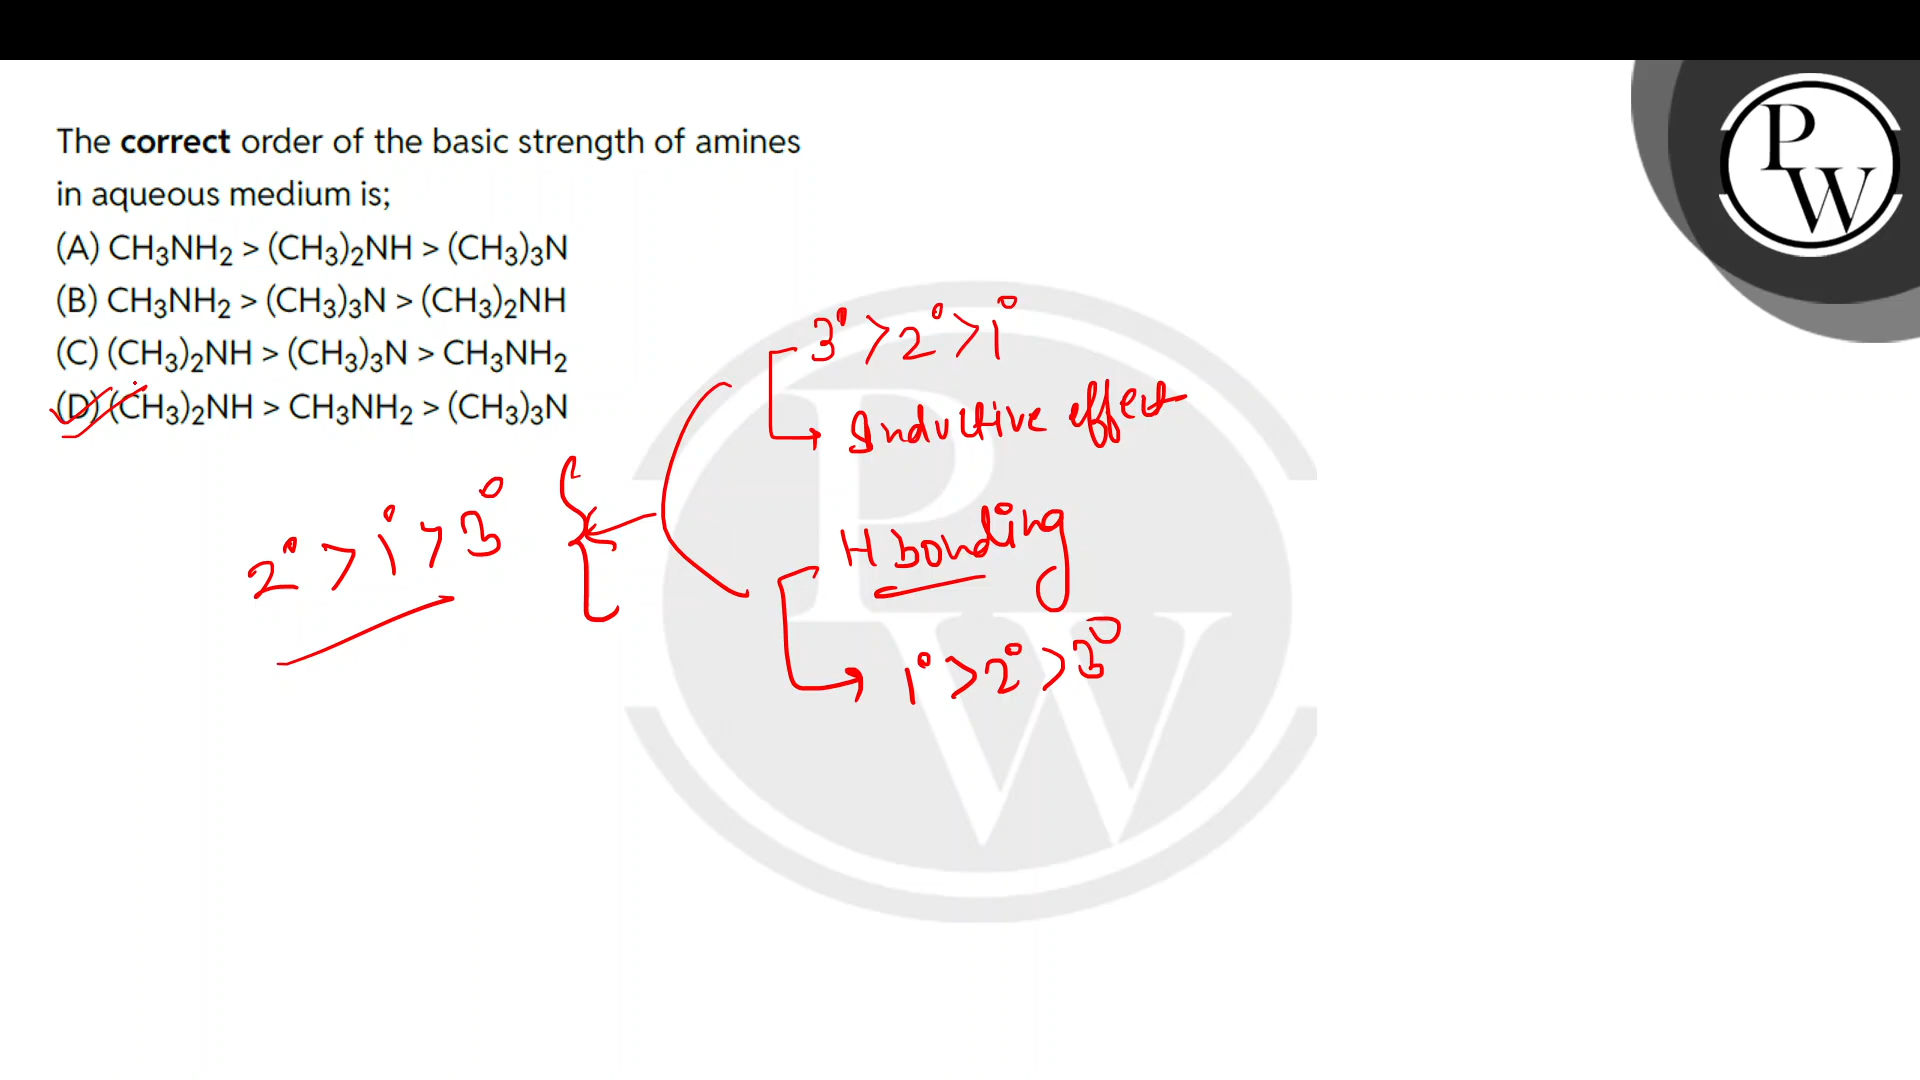 The correct order of the basic strength of amines
in aqueous medium is;
(A) CH₃NH₂ > (CH₃)₂NH > (CH₃)₃N
(B) CH₃NH₂ > (CH₃)₃N > (CH₃)₂NH
(C) (CH₃)₂NH > (CH₃)₃N > CH₃NH₂
(D) (CH₃)₂NH > CH₃NH₂ > (CH₃)₃N
3° > 2° > 1°
Inductive effect
2° > 1° > 3°
H bonding
1° > 2° > 3°
PW
PW